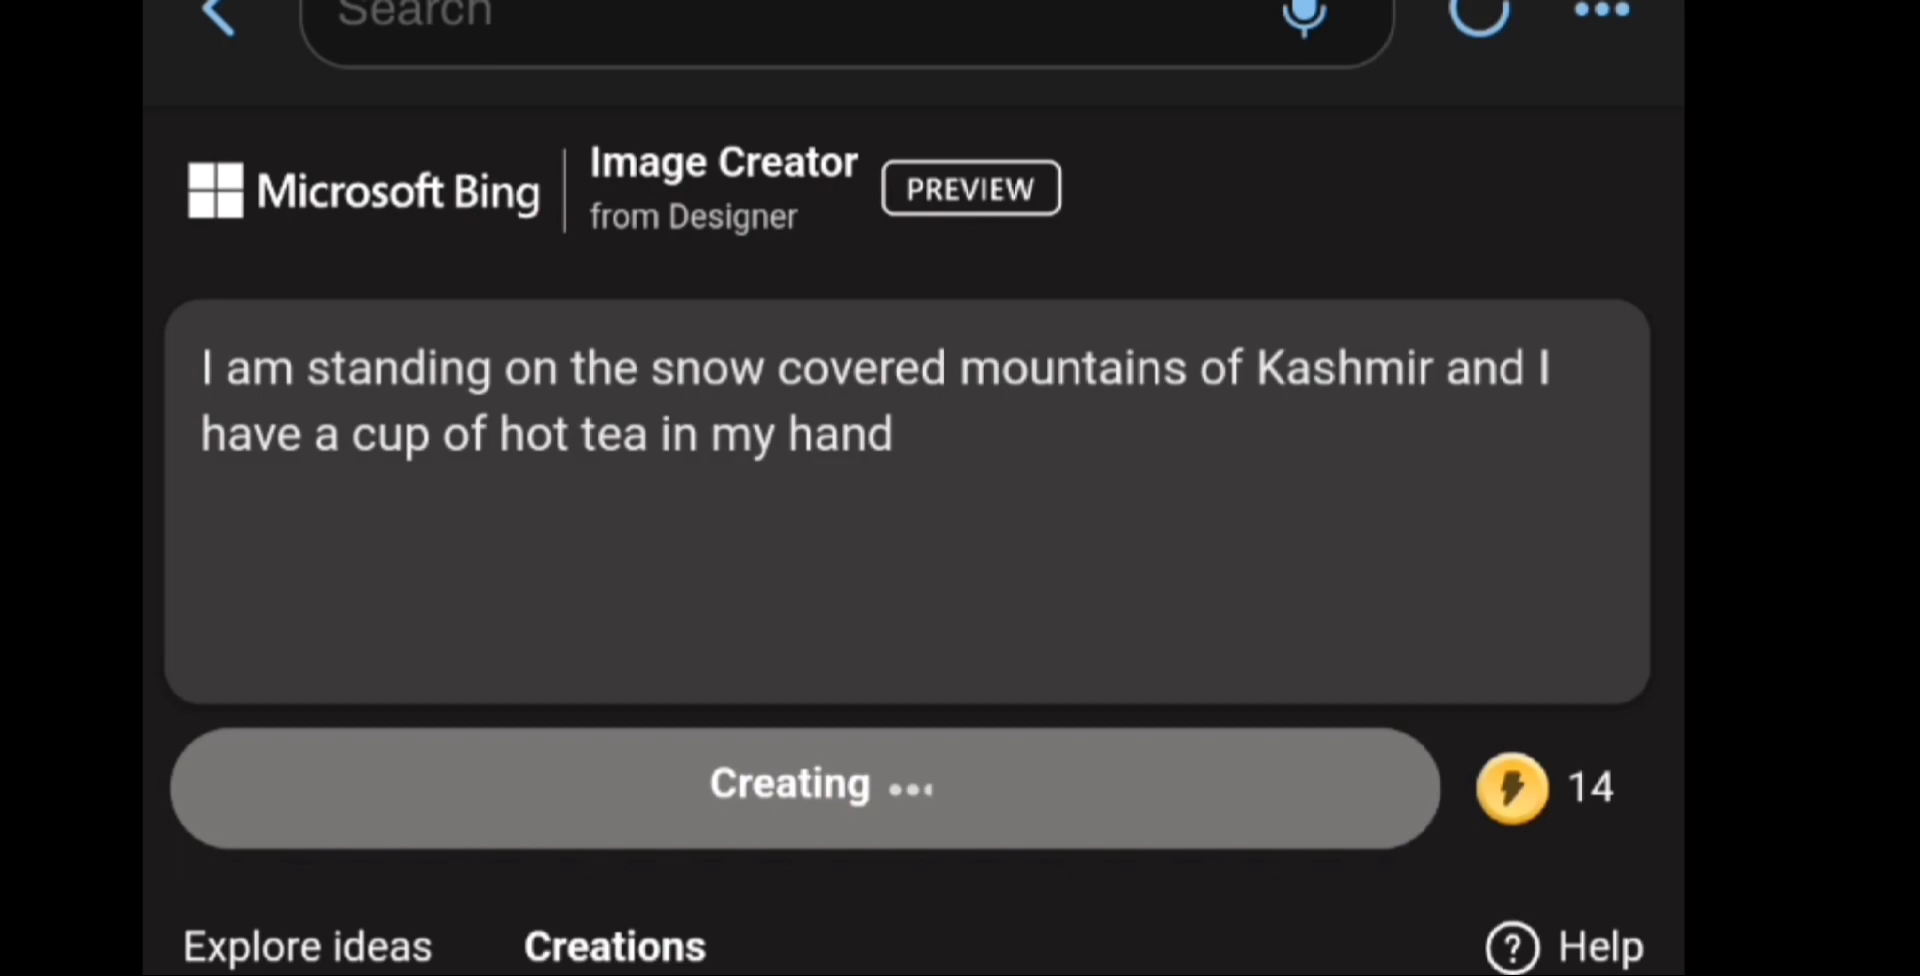 Search
Microsoft Bing
Image Creator
from Designer
PREVIEW
I am standing on the snow covered mountains of Kashmir and I
have a cup of hot tea in my hand
Creating
14
Explore ideas
Creations
Help